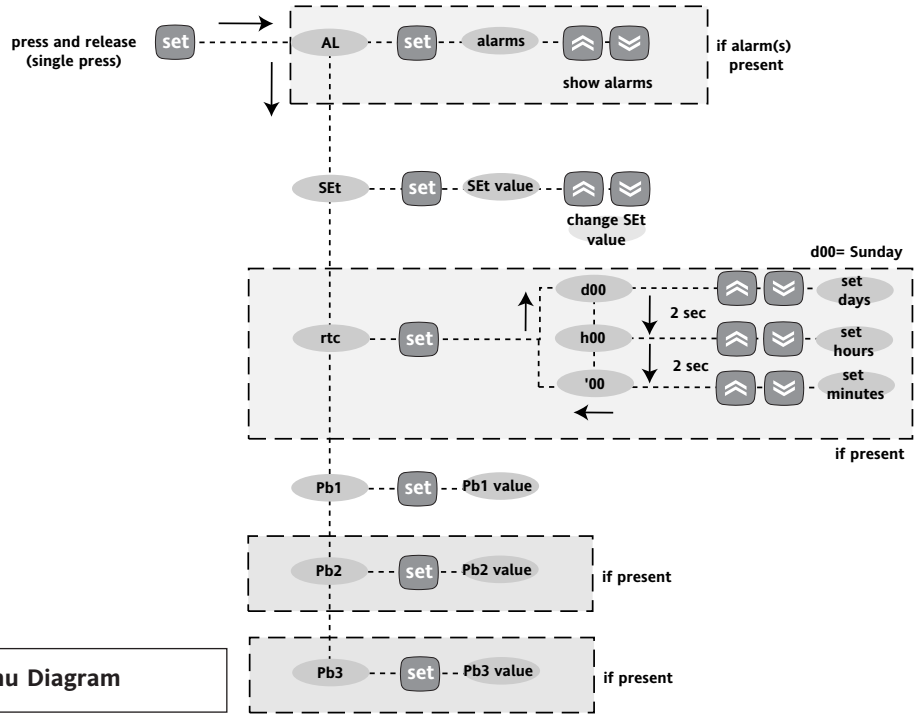 press and release
(single press)
set
AL
set
alarms
show alarms
if alarm(s)
present
SEt
set
SEt value
change SEt
value
d00= Sunday
rtc
set
d00
h00
'00
2 sec
2 sec
set
days
set
hours
set
minutes
if present
Pb1
set
Pb1 value
Pb2
set
Pb2 value
if present
Pb3
set
Pb3 value
if present
nu Diagram